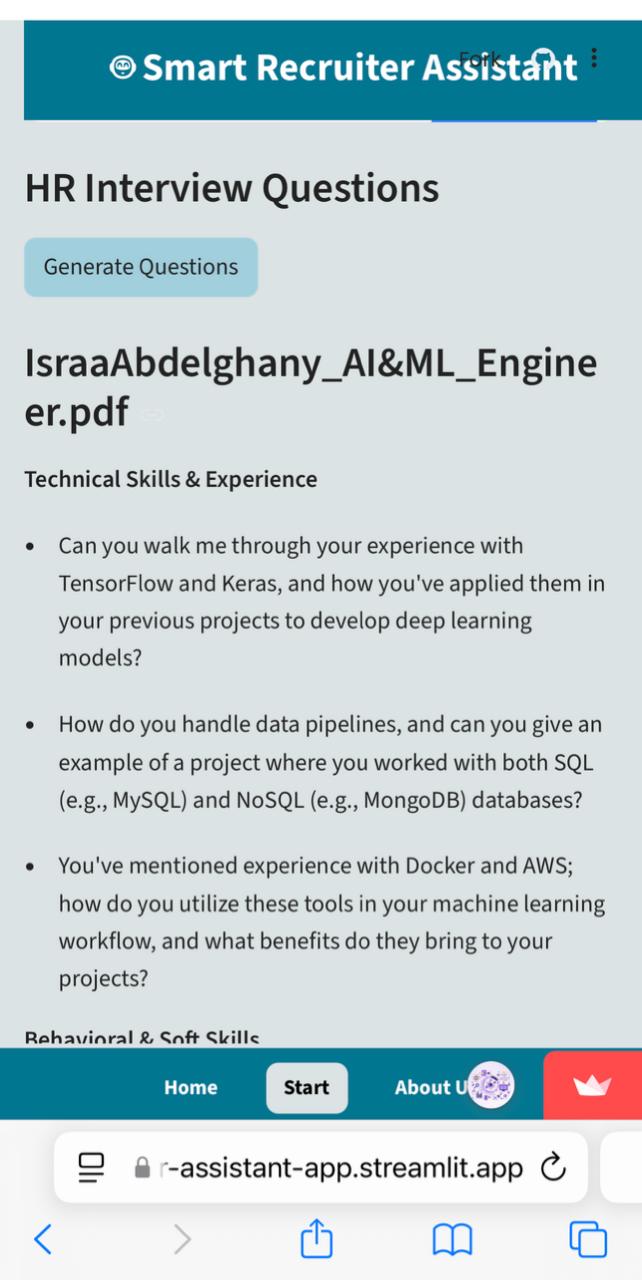 Smart Recruiter Assistant
Fork
HR Interview Questions
Generate Questions
IsraaAbdelghany_AI&ML_Engine
er.pdf
Technical Skills & Experience
• Can you walk me through your experience with
TensorFlow and Keras, and how you've applied them in
your previous projects to develop deep learning
models?
• How do you handle data pipelines, and can you give an
example of a project where you worked with both SQL
(e.g., MySQL) and NoSQL (e.g., MongoDB) databases?
• You've mentioned experience with Docker and AWS;
how do you utilize these tools in your machine learning
workflow, and what benefits do they bring to your
projects?
Behavioral & Soft Skills
Home
Start
About U
r-assistant-app.streamlit.app